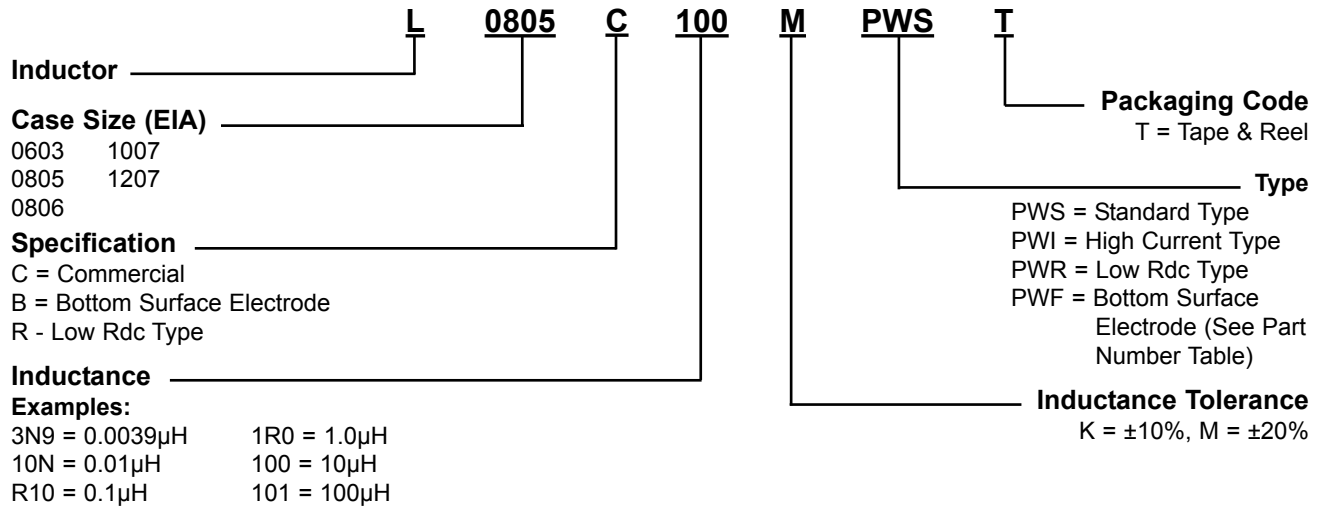 L 0805 C 100 M PWS T
Inductor
Case Size (EIA)
0603 1007
0805 1207
0806
Specification
C = Commercial
B = Bottom Surface Electrode
R - Low Rdc Type
Inductance
Examples:
3N9 = 0.0039µH 1R0 = 1.0µH
10N = 0.01µH 100 = 10µH
R10 = 0.1µH 101 = 100µH
Packaging Code
T = Tape & Reel
Type
PWS = Standard Type
PWI = High Current Type
PWR = Low Rdc Type
PWF = Bottom Surface
Electrode (See Part
Number Table)
Inductance Tolerance
K = ±10%, M = ±20%